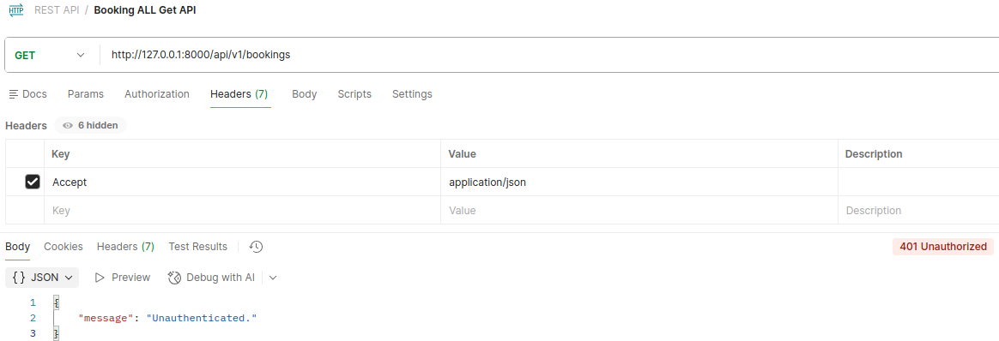 HTTP REST API / Booking ALL Get API
GET http://127.0.0.1:8000/api/v1/bookings
Docs Params Authorization Headers (7) Body Scripts Settings
Headers 6 hidden
Key Value Description
Accept application/json
Key Value Description
Body Cookies Headers (7) Test Results 401 Unauthorized
{} JSON Preview Debug with AI
1 {
2 "message": "Unauthenticated."
3 }